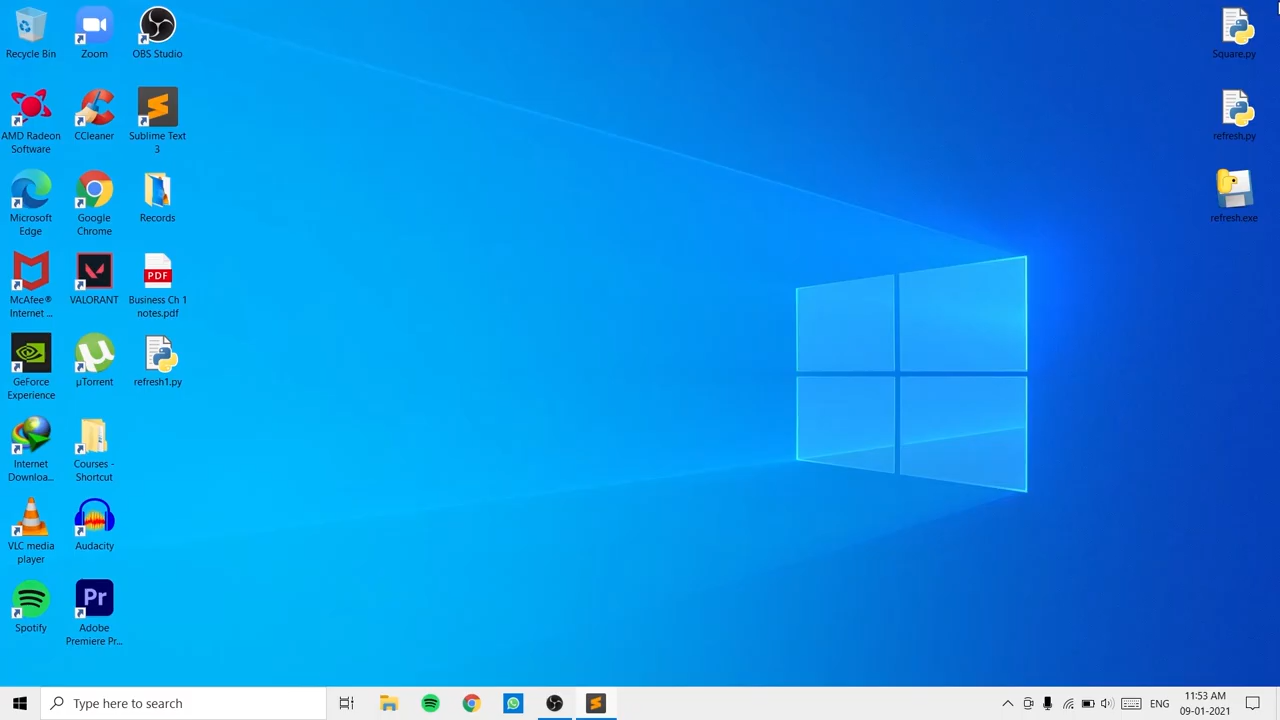 Recycle Bin
Zoom
OBS Studio
Square.py
AMD Radeon
Software
CCleaner
Sublime Text
3
refresh.py
Microsoft
Edge
Google
Chrome
Records
refresh.exe
McAfee®
Internet ...
VALORANT
PDF
Business Ch 1
notes.pdf
GeForce
Experience
µTorrent
refresh1.py
Internet
Downloa...
Courses -
Shortcut
VLC media
player
Audacity
Spotify
Pr
Adobe
Premiere Pr...
Type here to search
ENG
11:53 AM
09-01-2021